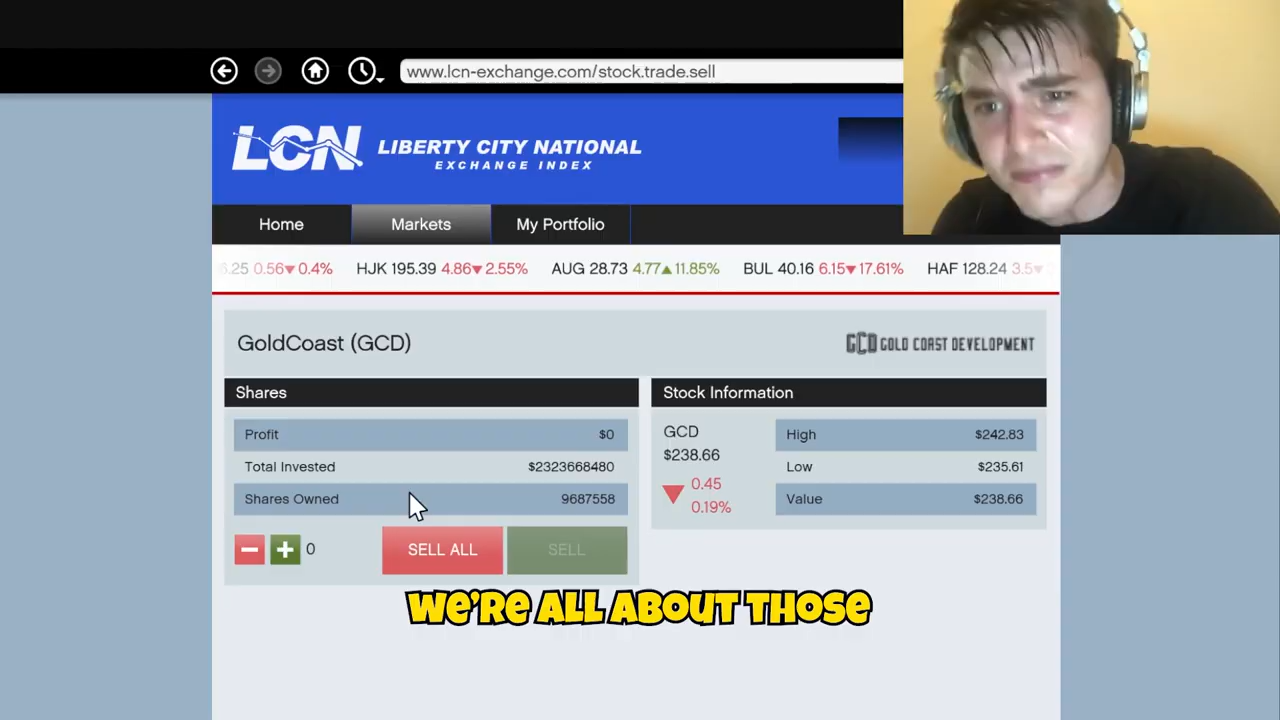 www.lcn-exchange.com/stock.trade.sell
LCN LIBERTY CITY NATIONAL
EXCHANGE INDEX
Home Markets My Portfolio
6.25 0.56▼0.4% HJK 195.39 4.86▼2.55% AUG 28.73 4.77▲11.85% BUL 40.16 6.15▼17.61% HAF 128.24 3.5▼
GoldCoast (GCD)
GCD GOLD COAST DEVELOPMENT
Shares
Profit $0
Total Invested $2323668480
Shares Owned 9687558
0 SELL ALL SELL
Stock Information
GCD
$238.66
0.45
0.19%
High $242.83
Low $235.61
Value $238.66
WE'RE ALL ABOUT THOSE